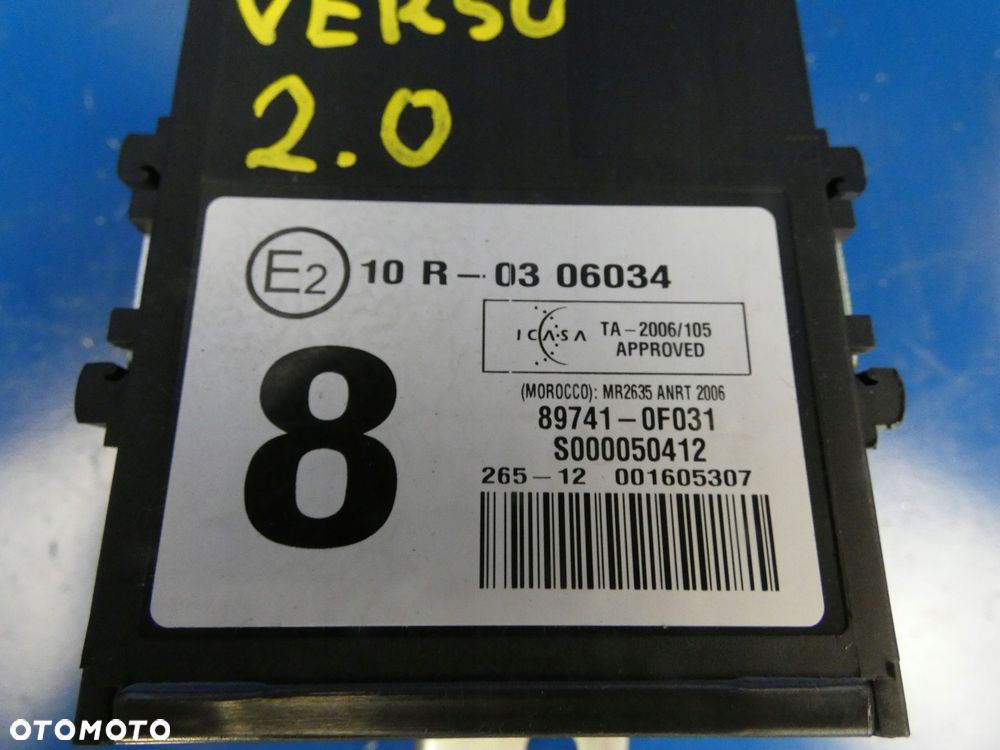 VERSO
2.0
E2 10 R - 03 06034
ICASA TA - 2006/105
APPROVED
(MOROCCO): MR2635 ANRT 2006
8
89741-0F031
S000050412
265-12 001605307
OTOMOTO